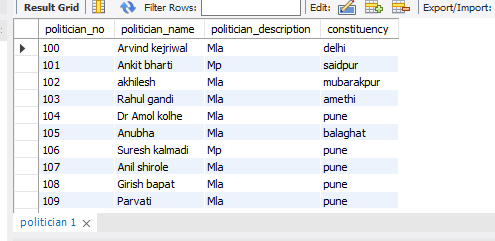 Result Grid Filter Rows: Edit: Export/Import:
politician_no politician_name politician_description constituency
100 Arvind kejriwal Mla delhi
101 Ankit bharti Mp saidpur
102 akhilesh Mla mubarakpur
103 Rahul gandi Mla amethi
104 Dr Amol kolhe Mla pune
105 Anubha Mla balaghat
106 Suresh kalmadi Mp pune
107 Anil shirole Mla pune
108 Girish bapat Mla pune
109 Parvati Mla pune
politician 1